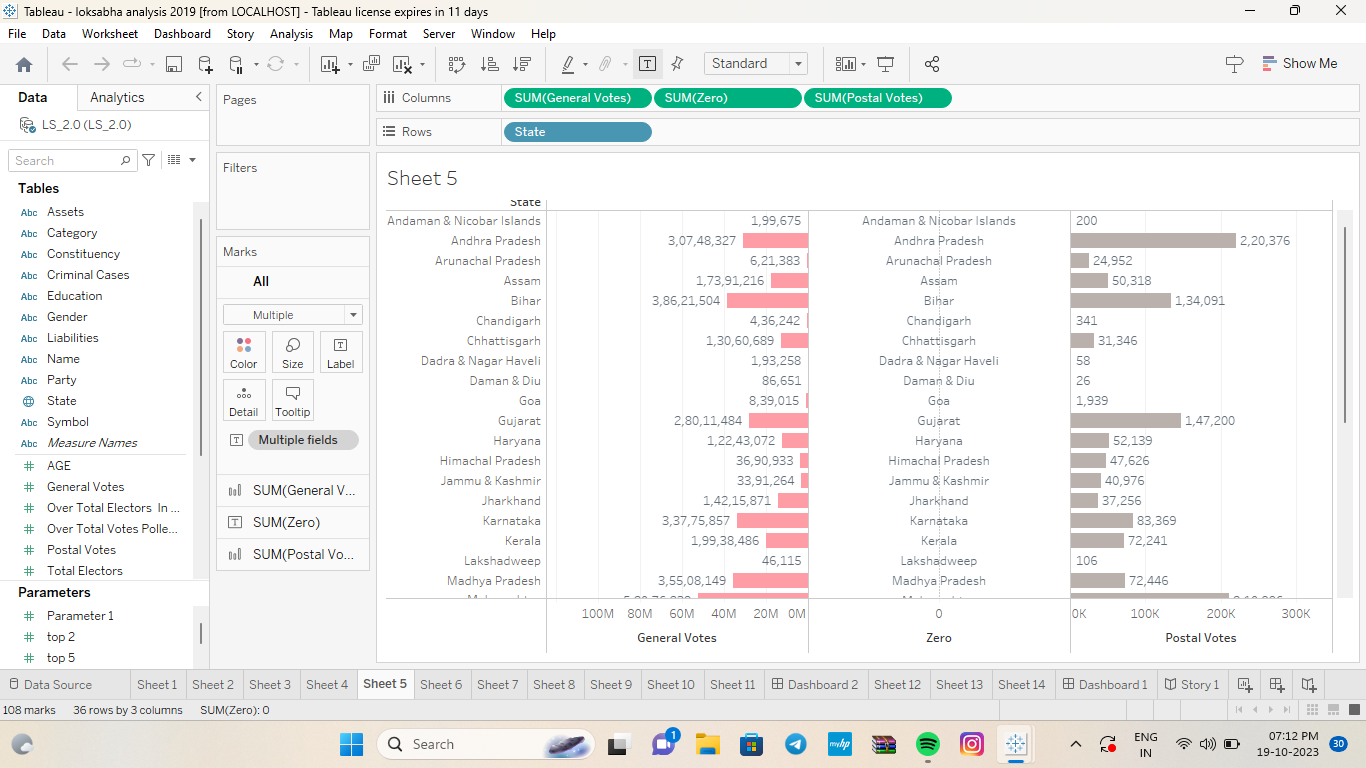 Tableau - loksabha analysis 2019 [from LOCALHOST] - Tableau license expires in 11 days
File Data Worksheet Dashboard Story Analysis Map Format Server Window Help
Standard Show Me
Data Analytics
LS_2.0 (LS_2.0)
Search
Tables
Abc Assets
Abc Category
Abc Constituency
Abc Criminal Cases
Abc Education
Abc Gender
Abc Liabilities
Abc Name
Abc Party
State
Abc Symbol
Abc Measure Names
# AGE
# General Votes
# Over Total Electors In ...
# Over Total Votes Polle...
# Postal Votes
# Total Electors
Parameters
# Parameter 1
# top 2
# top 5
Pages
Filters
Marks
All
Multiple
Color Size Label
Detail Tooltip
Multiple fields
SUM(General V...
SUM(Zero)
SUM(Postal Vo...
Columns SUM(General Votes) SUM(Zero) SUM(Postal Votes)
Rows State
Sheet 5
State
Andaman & Nicobar Islands 1,99,675 Andaman & Nicobar Islands 200
Andhra Pradesh 3,07,48,327 Andhra Pradesh 2,20,376
Arunachal Pradesh 6,21,383 Arunachal Pradesh 24,952
Assam 1,73,91,216 Assam 50,318
Bihar 3,86,21,504 Bihar 1,34,091
Chandigarh 4,36,242 Chandigarh 341
Chhattisgarh 1,30,60,689 Chhattisgarh 31,346
Dadra & Nagar Haveli 1,93,258 Dadra & Nagar Haveli 58
Daman & Diu 86,651 Daman & Diu 26
Goa 8,39,015 Goa 1,939
Gujarat 2,80,11,484 Gujarat 1,47,200
Haryana 1,22,43,072 Haryana 52,139
Himachal Pradesh 36,90,933 Himachal Pradesh 47,626
Jammu & Kashmir 33,91,264 Jammu & Kashmir 40,976
Jharkhand 1,42,15,871 Jharkhand 37,256
Karnataka 3,37,75,857 Karnataka 83,369
Kerala 1,99,38,486 Kerala 72,241
Lakshadweep 46,115 Lakshadweep 106
Madhya Pradesh 3,55,08,149 Madhya Pradesh 72,446
100M 80M 60M 40M 20M 0M 0 0K 100K 200K 300K
General Votes Zero Postal Votes
Data Source Sheet 1 Sheet 2 Sheet 3 Sheet 4 Sheet 5 Sheet 6 Sheet 7 Sheet 8 Sheet 9 Sheet 10 Sheet 11 Dashboard 2 Sheet 12 Sheet 13 Sheet 14 Dashboard 1 Story 1
108 marks 36 rows by 3 columns SUM(Zero): 0
Search 1 myhp ENG IN 07:12 PM 19-10-2023 30